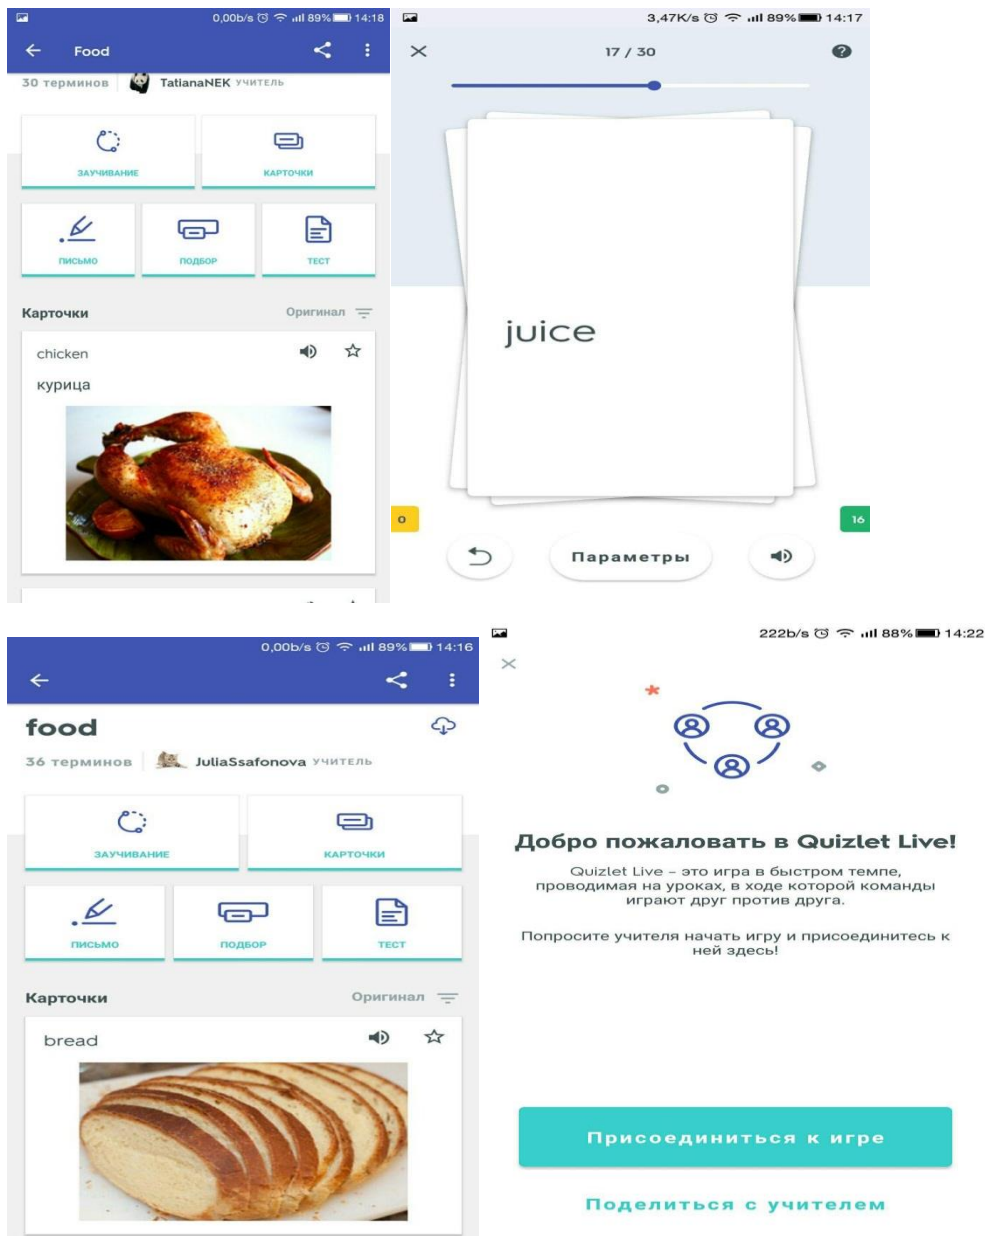 0,00b/s 89% 14:18
Food
30 терминов TatianaNEK УЧИТЕЛЬ
ЗАУЧИВАНИЕ КАРТОЧКИ
ПИСЬМО ПОДБОР ТЕСТ
Карточки Оригинал
chicken
курица
3,47K/s 89% 14:17
17 / 30
juice
0 16
Параметры
0,00b/s 89% 14:16
food
36 терминов JuliaSsafonova УЧИТЕЛЬ
ЗАУЧИВАНИЕ КАРТОЧКИ
ПИСЬМО ПОДБОР ТЕСТ
Карточки Оригинал
bread
222b/s 88% 14:22
Добро пожаловать в Quizlet Live!
Quizlet Live – это игра в быстром темпе,
проводимая на уроках, в ходе которой команды
играют друг против друга.
Попросите учителя начать игру и присоединитесь к
ней здесь!
Присоединиться к игре
Поделиться с учителем